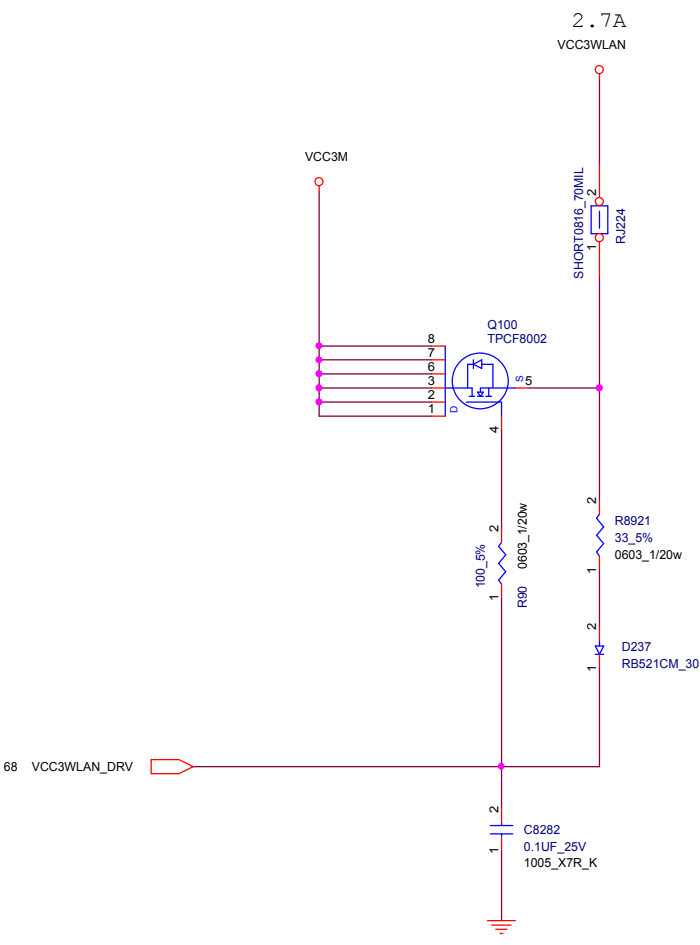 2.7A
VCC3WLAN
VCC3M
SHORT0816_70MIL
2
1
RJ224
Q100
TPCF8002
8
7
6
3
2
1
D
S
5
4
2
1
100_5%
0603_1/20w
R90
2
1
R8921
33_5%
0603_1/20w
2
1
D237
RB521CM_30
68 VCC3WLAN_DRV
2
1
C8282
0.1UF_25V
1005_X7R_K